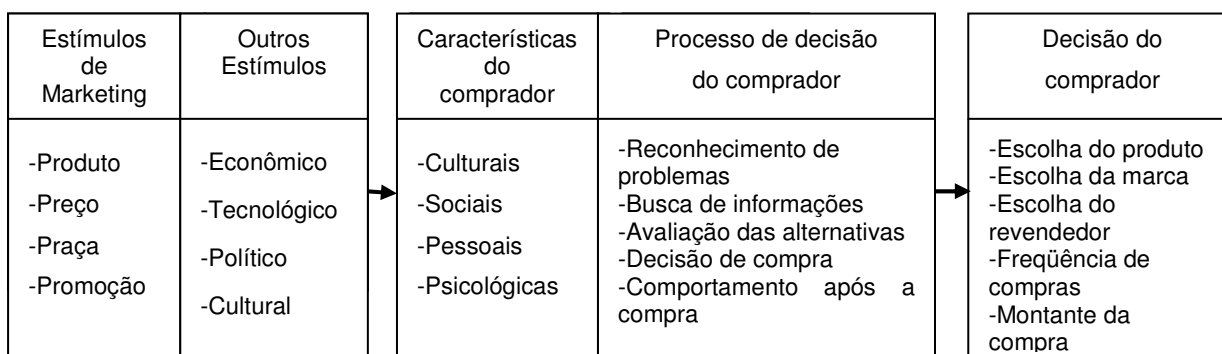 Estímulos
de
Marketing
Outros
Estímulos
Características
do
comprador
Processo de decisão
do comprador
Decisão do
comprador
-Produto
-Preço
-Praça
-Promoção
-Econômico
-Tecnológico
-Político
-Cultural
-Culturais
-Sociais
-Pessoais
-Psicológicas
-Reconhecimento de
problemas
-Busca de informações
-Avaliação das alternativas
-Decisão de compra
-Comportamento após a
compra
-Escolha do produto
-Escolha da marca
-Escolha do
revendedor
-Freqüência de
compras
-Montante da
compra